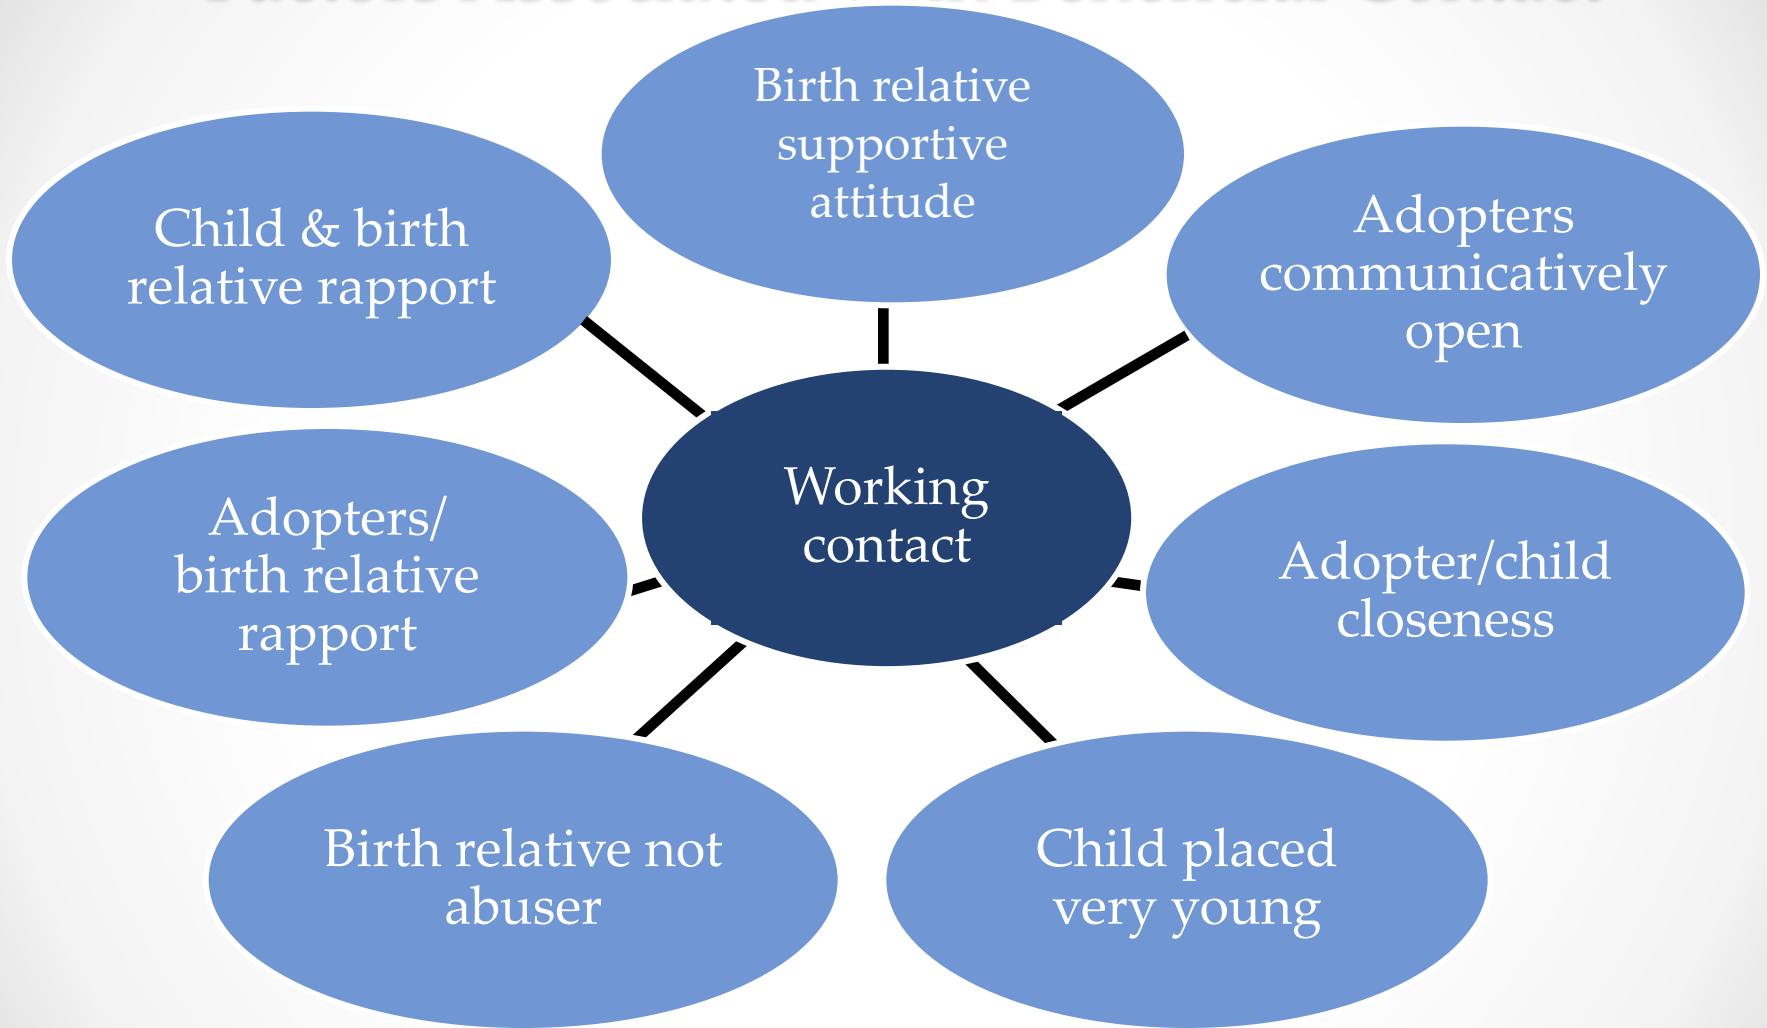 Birth relative
supportive
attitude
Adopters
communicatively
open
Adopter/child
closeness
Child placed
very young
Birth relative not
abuser
Adopters/
birth relative
rapport
Child & birth
relative rapport
Working
contact